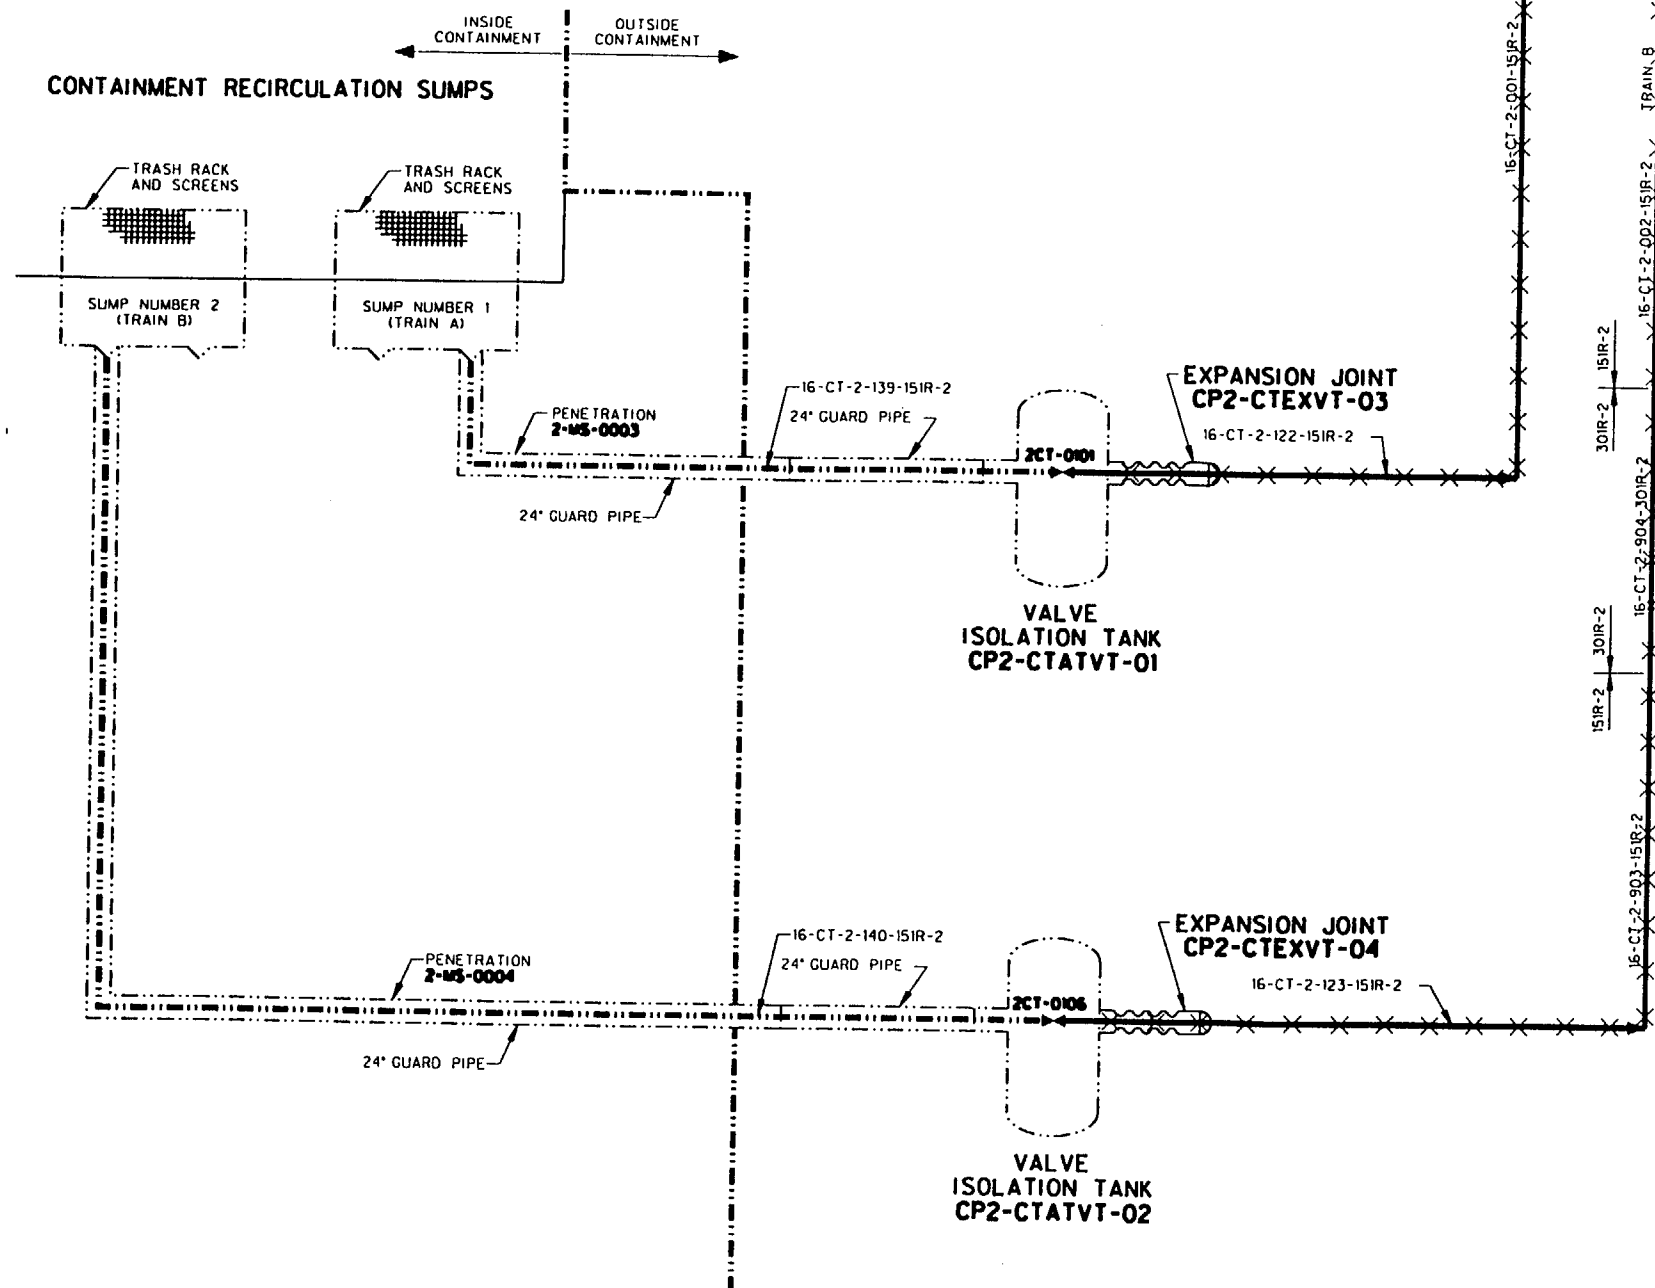 INSIDE
CONTAINMENT
OUTSIDE
CONTAINMENT
CONTAINMENT RECIRCULATION SUMPS
TRASH RACK
AND SCREENS
TRASH RACK
AND SCREENS
SUMP NUMBER 2
(TRAIN B)
SUMP NUMBER 1
(TRAIN A)
16-CT-2-001-151R-2
TRAIN B
16-CT-2-002-151R-2
151R-2
301R-2
16-CT-2-904-301R-2
301R-2
151R-2
16-CT-2-903-151R-2
PENETRATION
2-MS-0003
16-CT-2-139-151R-2
24" GUARD PIPE
24" GUARD PIPE
2CT-0101
EXPANSION JOINT
CP2-CTEXVT-03
16-CT-2-122-151R-2
VALVE
ISOLATION TANK
CP2-CTATVT-01
PENETRATION
2-MS-0004
16-CT-2-140-151R-2
24" GUARD PIPE
24" GUARD PIPE
2CT-0106
EXPANSION JOINT
CP2-CTEXVT-04
16-CT-2-123-151R-2
VALVE
ISOLATION TANK
CP2-CTATVT-02